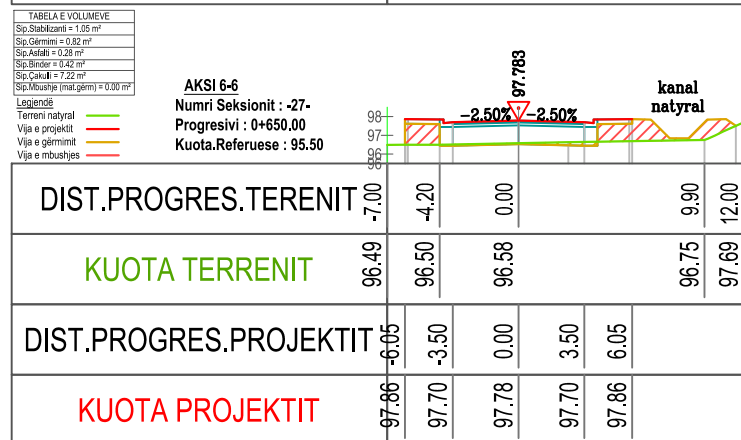 TABELA E VOLUMEVE
Sip.Stabilizanti = 1.05 m²
Sip.Gërmimi = 0.82 m²
Sip.Asfalti = 0.28 m²
Sip.Binder = 0.42 m²
Sip.Çakull = 7.22 m²
Sip.Mbushje (mat.gërm) = 0.00 m²
Legjendë
Terreni natyral
Vija e projektit
Vija e gërmimit
Vija e mbushjes
AKSI 6-6
Numri Seksionit : -27-
Progresivi : 0+650.00
Kuota.Referuese : 95.50
97.783
-2.50% -2.50%
kanal
natyral
98
97
96
DIST.PROGRES.TERENIT -7.00 -4.20 0.00 9.90 12.00
KUOTA TERRENIT 96.49 96.50 96.58 96.75 97.69
DIST.PROGRES.PROJEKTIT -6.05 -3.50 0.00 3.50 6.05
KUOTA PROJEKTIT 97.86 97.70 97.78 97.70 97.86